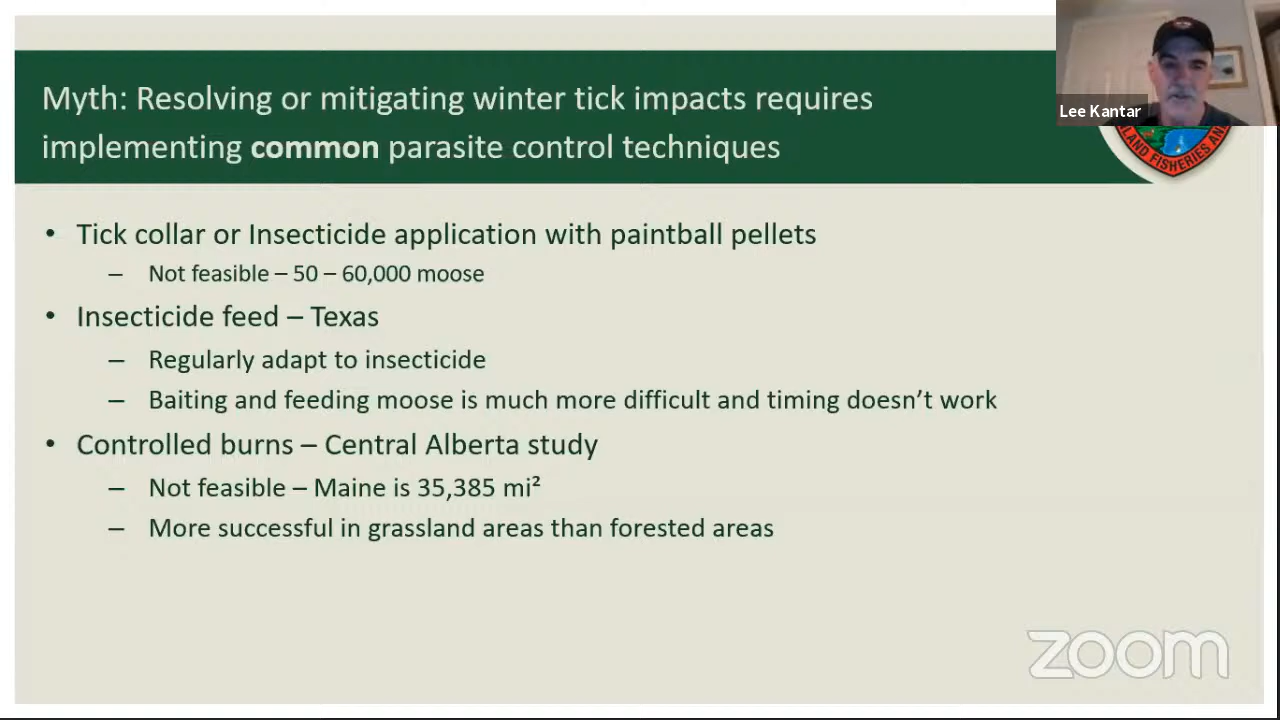 Myth: Resolving or mitigating winter tick impacts requires
implementing common parasite control techniques
Lee Kantar
LAND FISHERIES AN
• Tick collar or Insecticide application with paintball pellets
– Not feasible – 50 – 60,000 moose
• Insecticide feed – Texas
– Regularly adapt to insecticide
– Baiting and feeding moose is much more difficult and timing doesn’t work
• Controlled burns – Central Alberta study
– Not feasible – Maine is 35,385 mi²
– More successful in grassland areas than forested areas
zoom